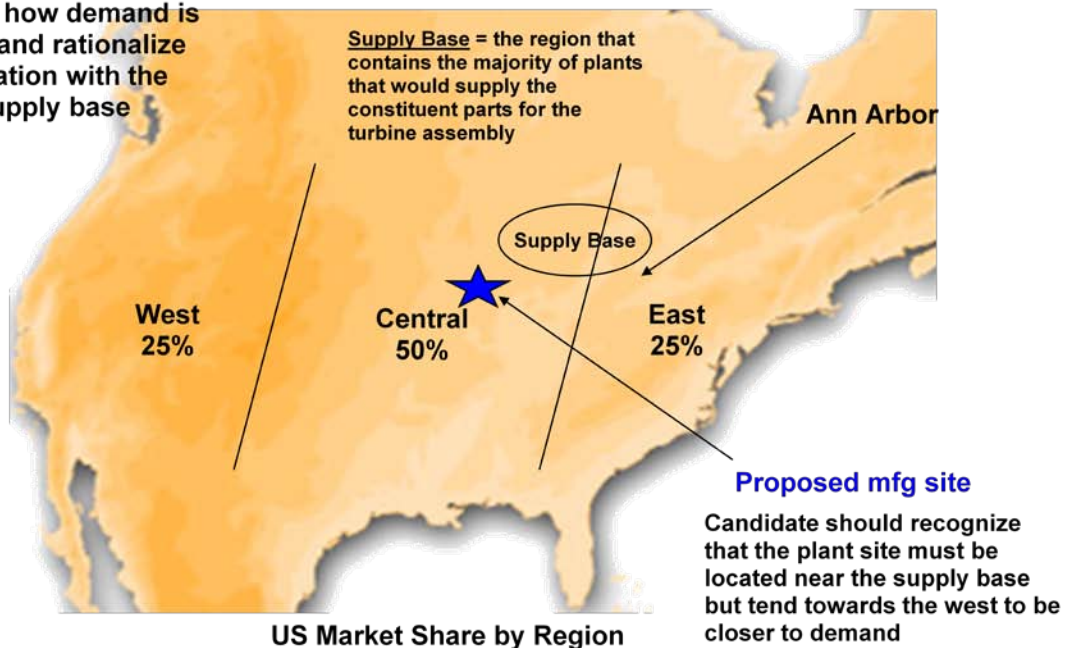 how demand is
and rationalize
ation with the
upply base
Supply Base = the region that
contains the majority of plants
that would supply the
constituent parts for the
turbine assembly
Ann Arbor
Supply Base
West
25%
Central
50%
East
25%
Proposed mfg site
Candidate should recognize
that the plant site must be
located near the supply base
but tend towards the west to be
closer to demand
US Market Share by Region